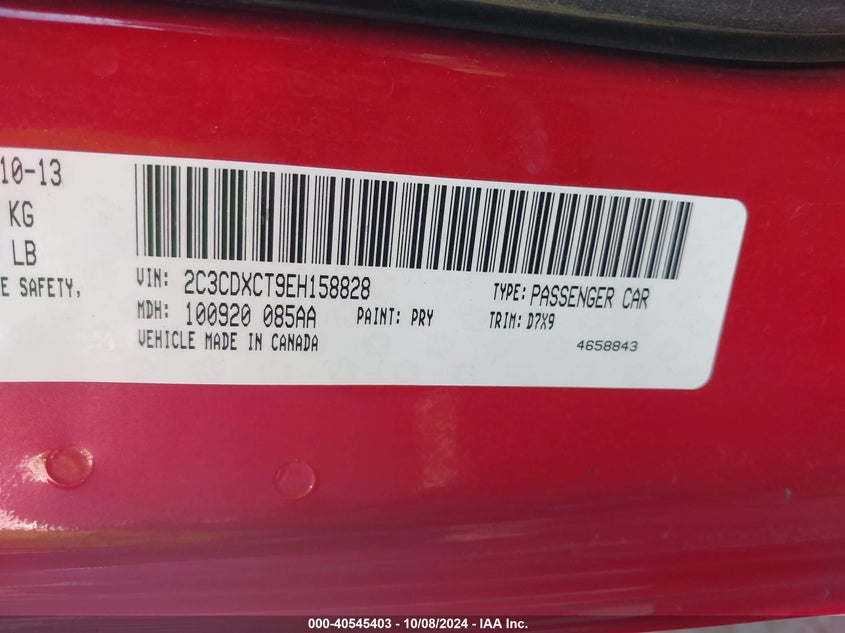 10-13
KG
LB
E SAFETY,
VIN: 2C3CDXCT9EH158828 TYPE: PASSENGER CAR
MDH: 100920 085AA PAINT: PRY TRIM: D7X9
VEHICLE MADE IN CANADA 4658843
000-40545403 - 10/08/2024 - IAA Inc.